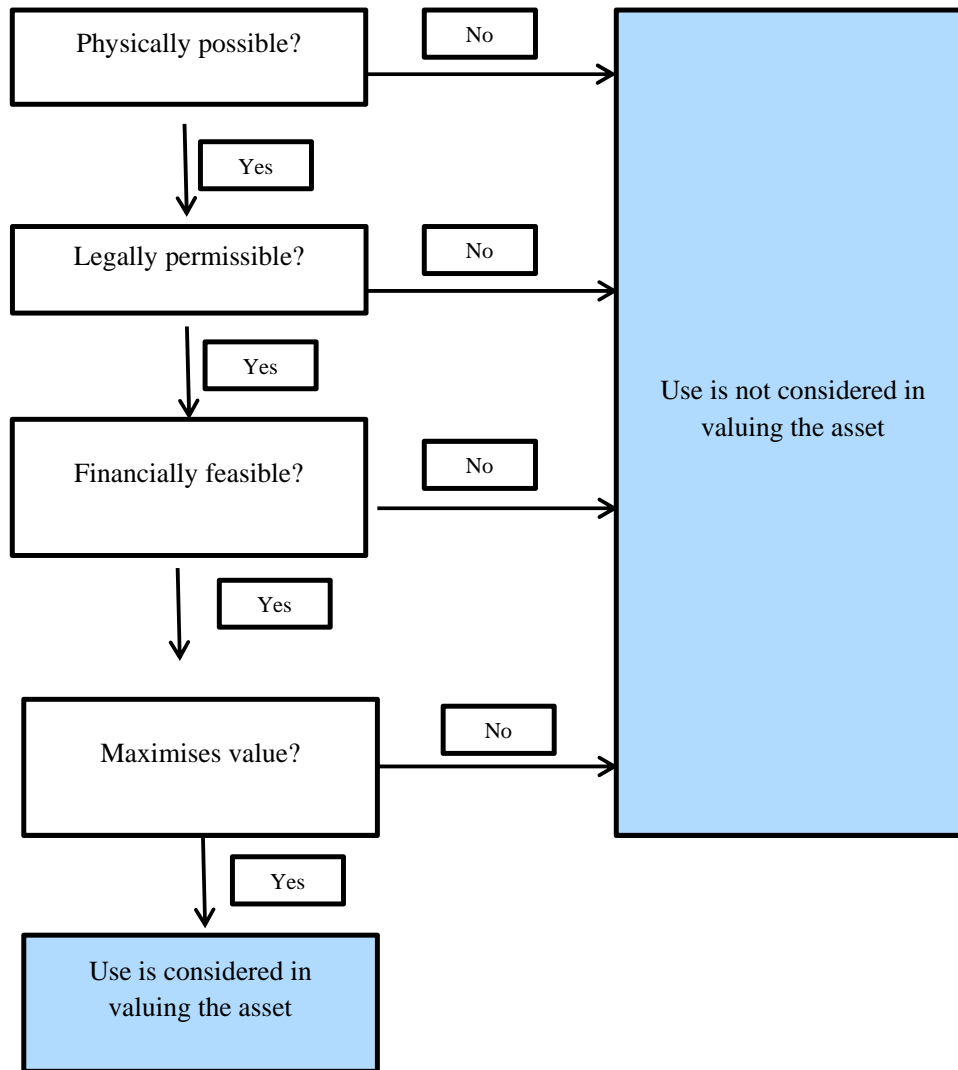 Physically possible?
No
Yes
Legally permissible?
No
Yes
Financially feasible?
No
Yes
Maximises value?
No
Yes
Use is considered in
valuing the asset
Use is not considered in
valuing the asset